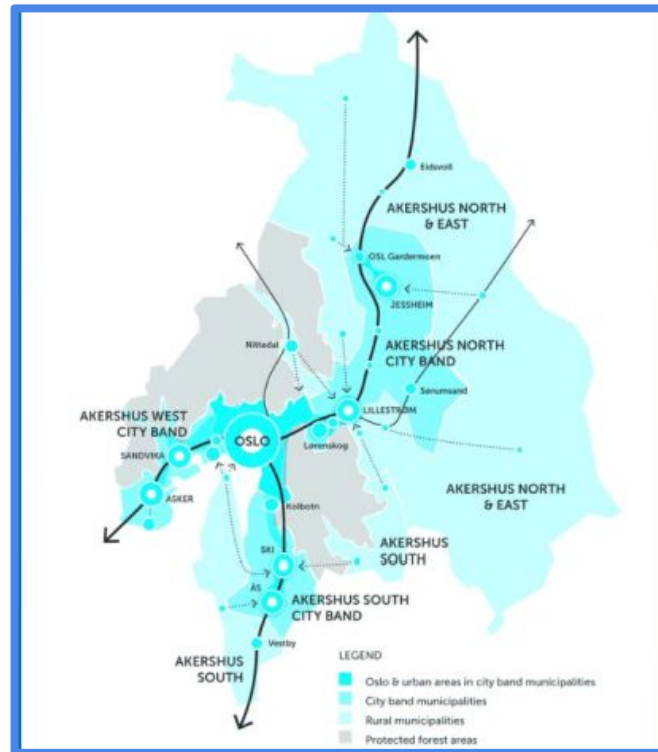 Eidsvoll
AKERSHUS NORTH
& EAST
OSL Gardermoen
JESSHEIM
Nittedal
AKERSHUS NORTH
CITY BAND
Sørumsand
LILLESTRØM
AKERSHUS WEST
CITY BAND
OSLO
SANDVIKA
Lørenskog
ASKER
AKERSHUS NORTH
& EAST
Kolbotn
SKI
AKERSHUS
SOUTH
ÅS
AKERSHUS SOUTH
CITY BAND
Vestby
AKERSHUS
SOUTH
LEGEND
Oslo & urban areas in city band municipalities
City band municipalities
Rural municipalities
Protected forest areas